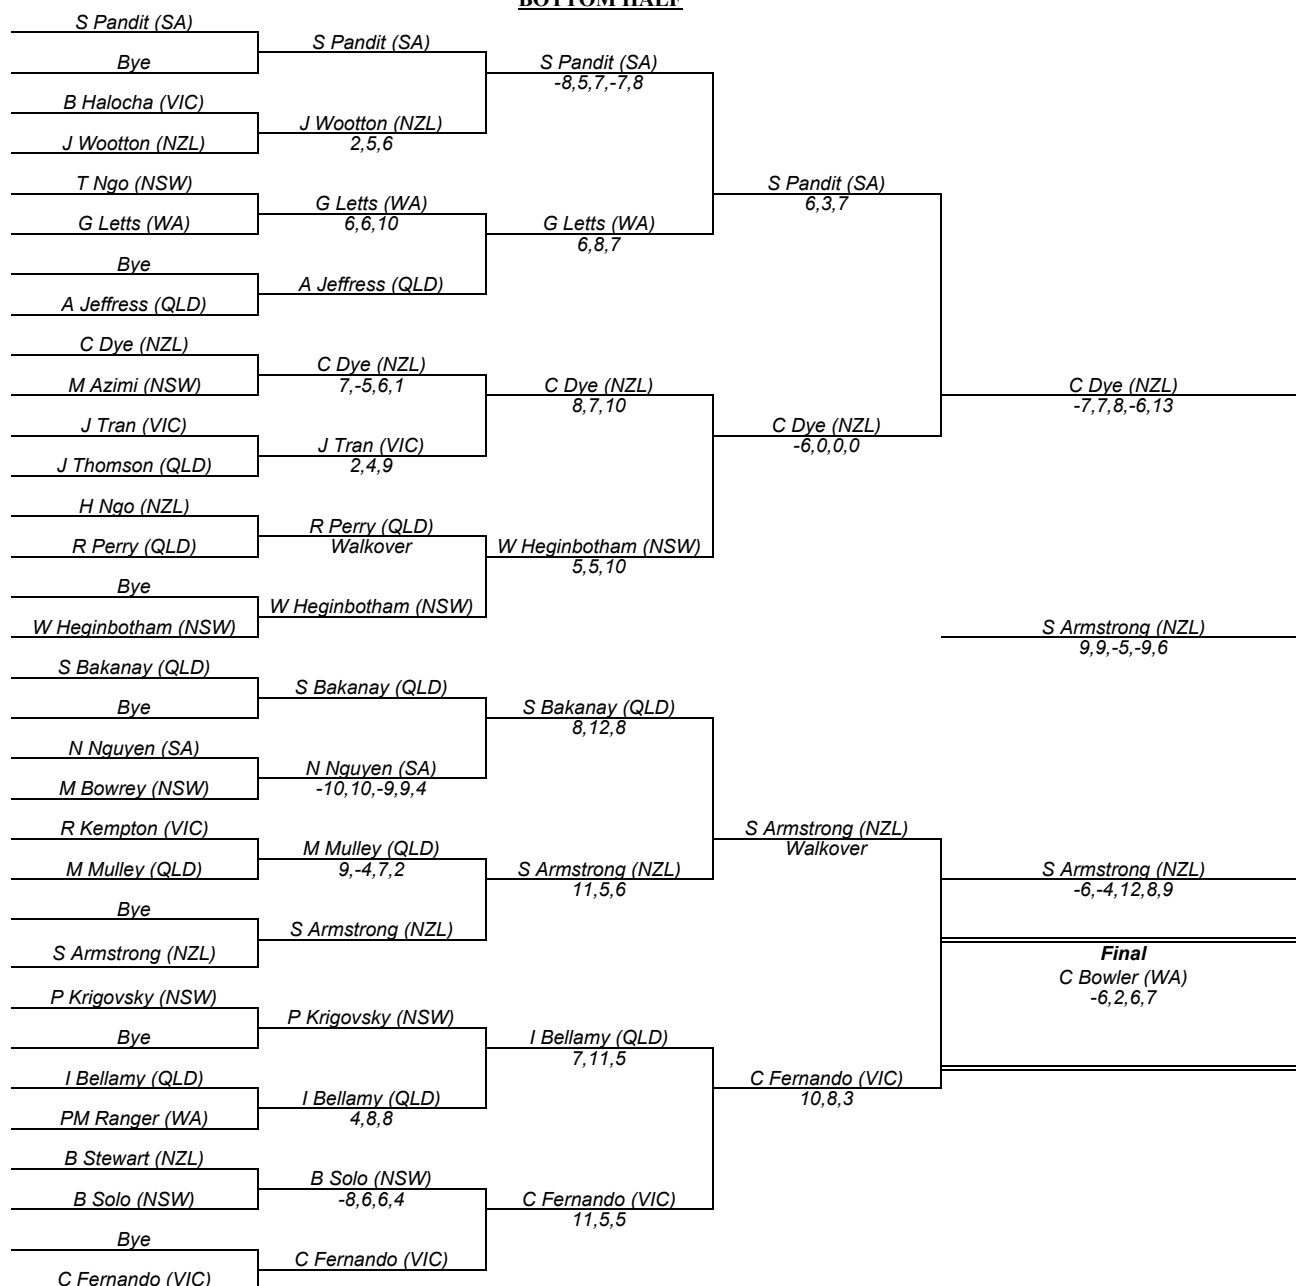 BOTTOM HALF
S Pandit (SA)
Bye
B Halocha (VIC)
J Wootton (NZL)
T Ngo (NSW)
G Letts (WA)
Bye
A Jeffress (QLD)
C Dye (NZL)
M Azimi (NSW)
J Tran (VIC)
J Thomson (QLD)
H Ngo (NZL)
R Perry (QLD)
Bye
W Heginbotham (NSW)
S Bakanay (QLD)
Bye
N Nguyen (SA)
M Bowrey (NSW)
R Kempton (VIC)
M Mulley (QLD)
Bye
S Armstrong (NZL)
P Krigovsky (NSW)
Bye
I Bellamy (QLD)
PM Ranger (WA)
B Stewart (NZL)
B Solo (NSW)
Bye
C Fernando (VIC)
S Pandit (SA)
J Wootton (NZL)
2,5,6
G Letts (WA)
6,6,10
A Jeffress (QLD)
C Dye (NZL)
7,-5,6,1
J Tran (VIC)
2,4,9
R Perry (QLD)
Walkover
W Heginbotham (NSW)
S Bakanay (QLD)
N Nguyen (SA)
-10,10,-9,9,4
M Mulley (QLD)
9,-4,7,2
S Armstrong (NZL)
P Krigovsky (NSW)
I Bellamy (QLD)
4,8,8
B Solo (NSW)
-8,6,6,4
C Fernando (VIC)
S Pandit (SA)
-8,5,7,-7,8
G Letts (WA)
6,8,7
C Dye (NZL)
8,7,10
W Heginbotham (NSW)
5,5,10
S Bakanay (QLD)
8,12,8
S Armstrong (NZL)
11,5,6
I Bellamy (QLD)
7,11,5
C Fernando (VIC)
11,5,5
S Pandit (SA)
6,3,7
C Dye (NZL)
-6,0,0,0
S Armstrong (NZL)
Walkover
C Fernando (VIC)
10,8,3
C Dye (NZL)
-7,7,8,-6,13
S Armstrong (NZL)
9,9,-5,-9,6
S Armstrong (NZL)
-6,-4,12,8,9
Final
C Bowler (WA)
-6,2,6,7